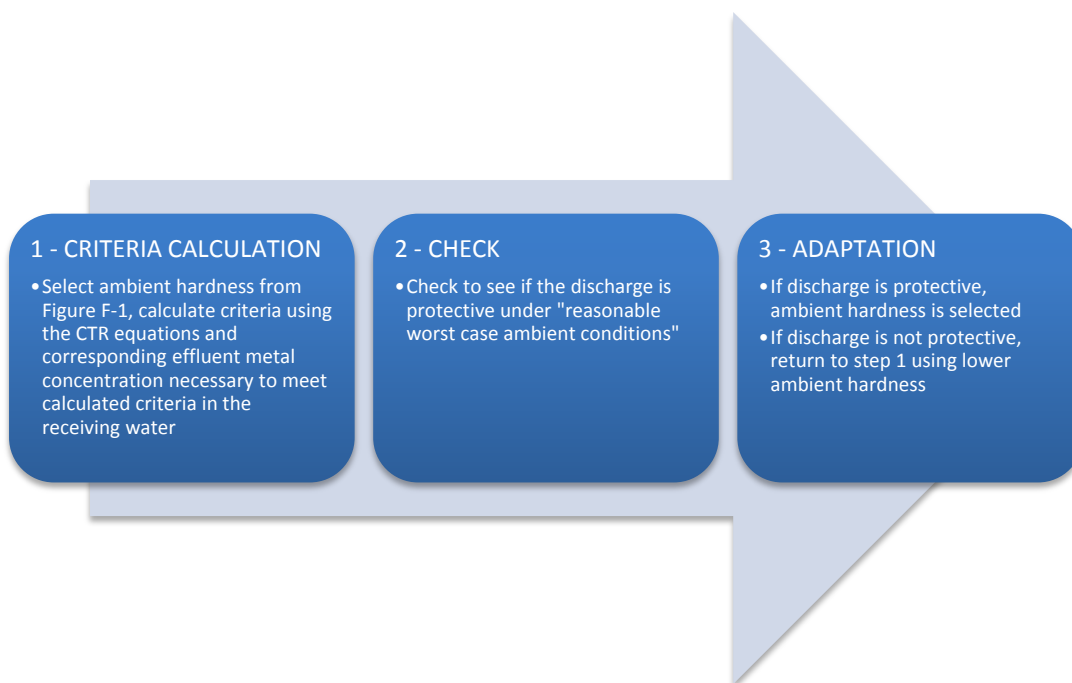 1 - CRITERIA CALCULATION
•Select ambient hardness from
Figure F-1, calculate criteria using
the CTR equations and
corresponding effluent metal
concentration necessary to meet
calculated criteria in the
receiving water
2 - CHECK
•Check to see if the discharge is
protective under "reasonable
worst case ambient conditions"
3 - ADAPTATION
•If discharge is protective,
ambient hardness is selected
•If discharge is not protective,
return to step 1 using lower
ambient hardness